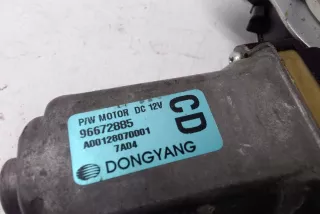 P/W MOTOR DC 12V
96672885
A00128070001
7A04
CD
DONGYANG